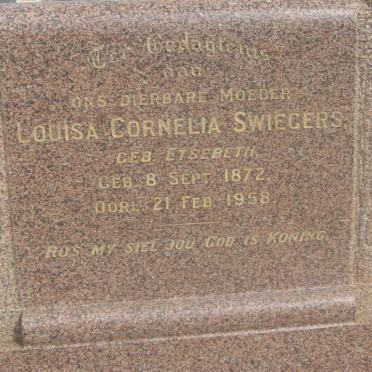 Ter Gedagtenis
aan
ONS DIERBARE MOEDER
LOUISA CORNELIA SWIEGERS
GEB. ETSEBETH.
GEB. 8 SEPT. 1872.
OORL. 21 FEB. 1958.
RUS MY SIEL JOU GOD IS KONING.